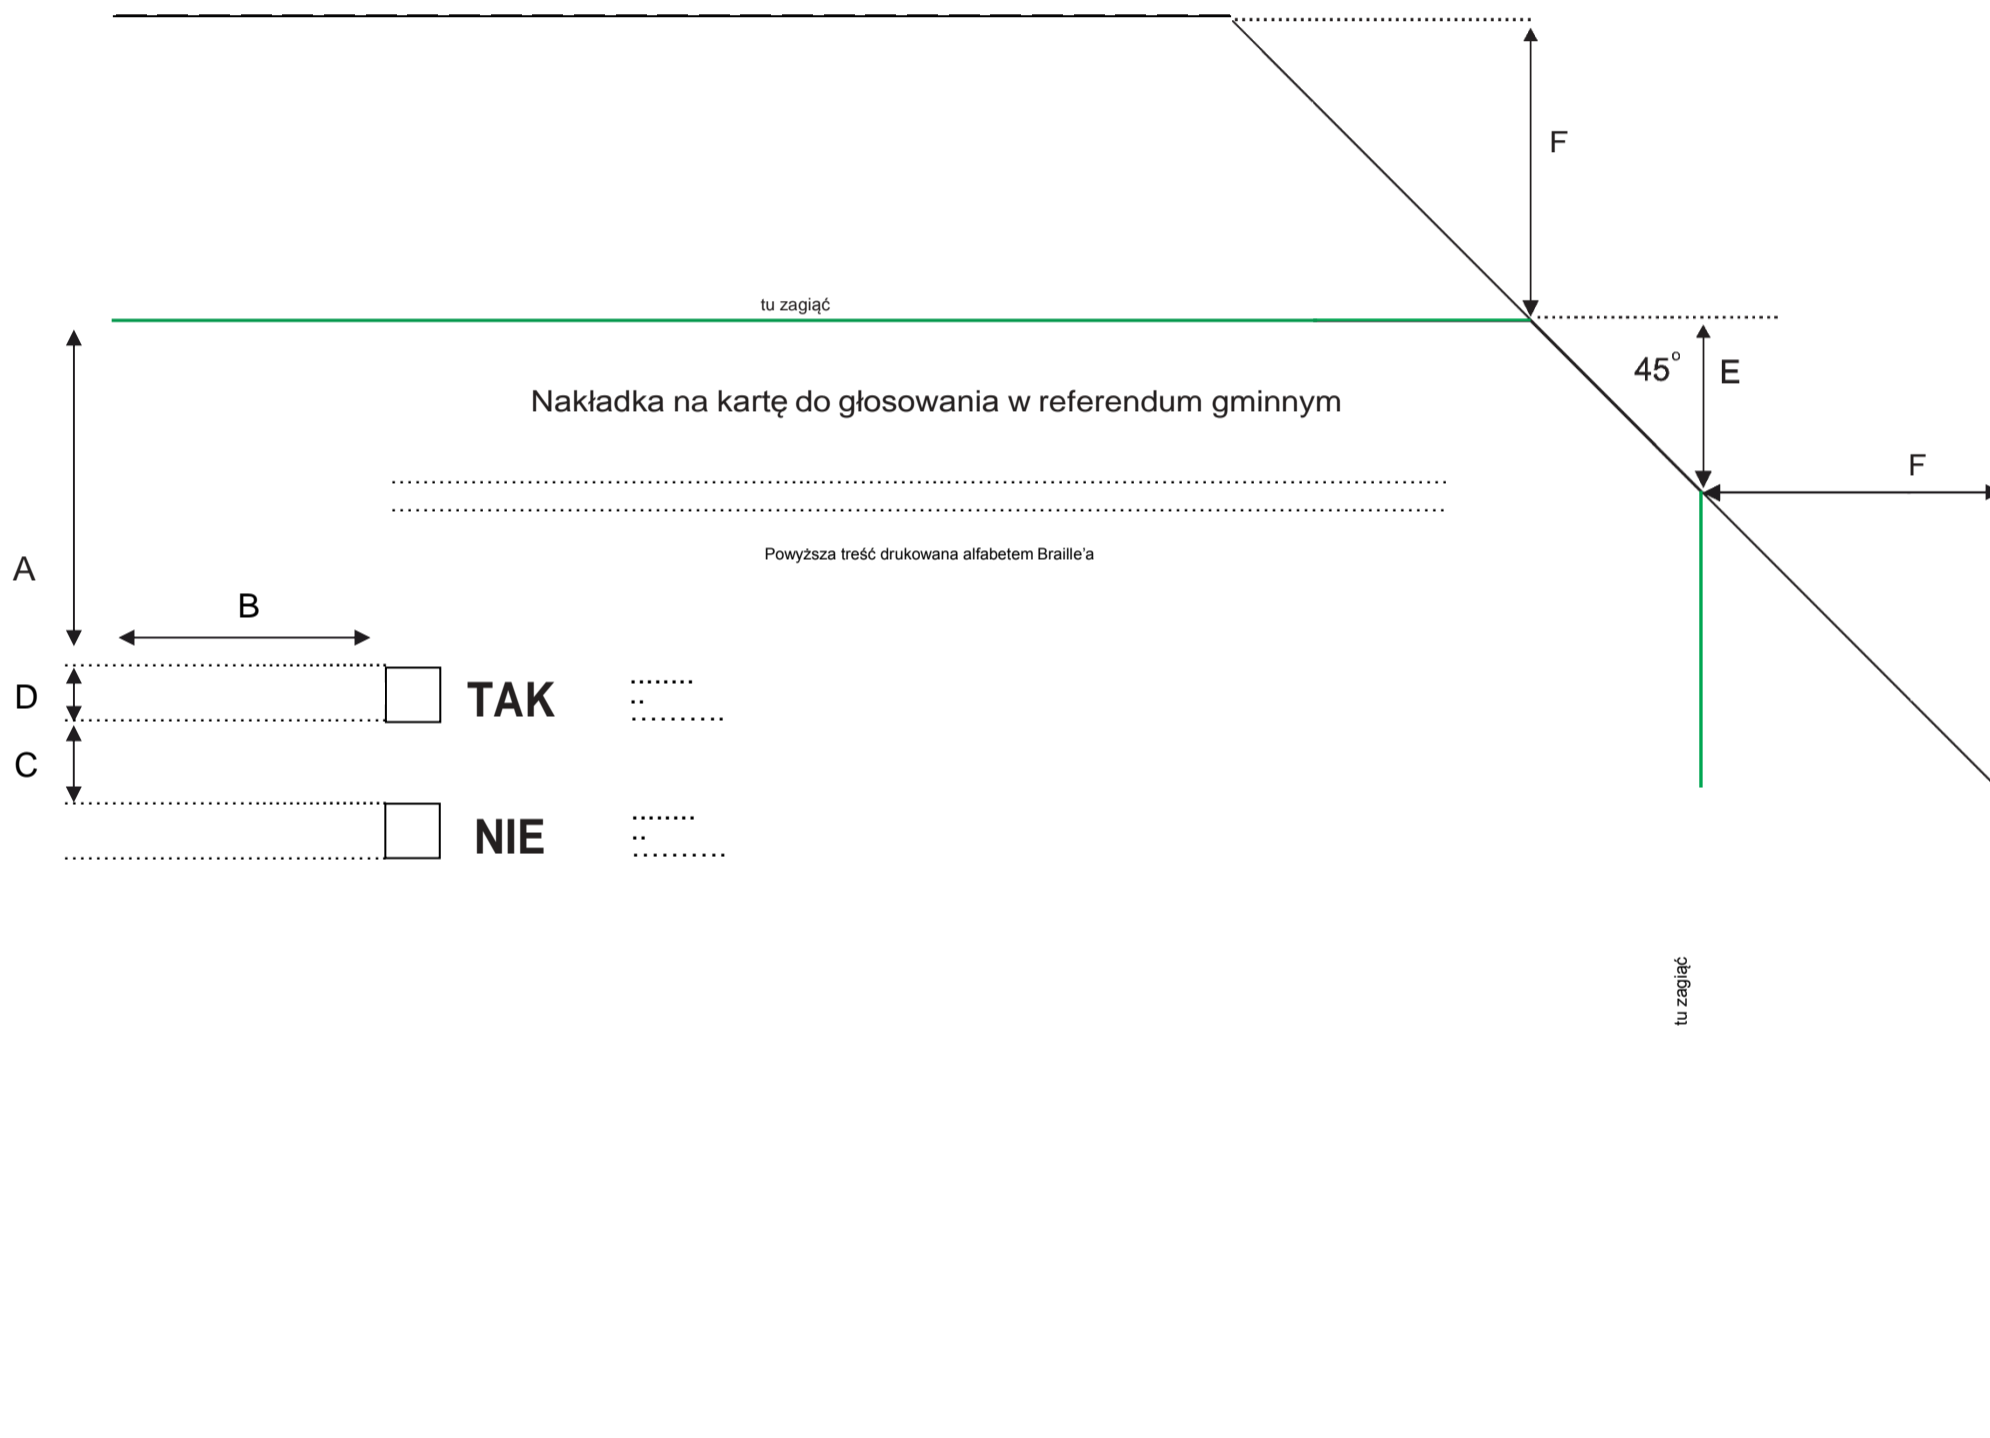 F
tu zagiąć
45° E
Nakładka na kartę do głosowania w referendum gminnym
F
Powyższa treść drukowana alfabetem Braille'a
A
B
D
TAK
C
NIE
tu zagiąć